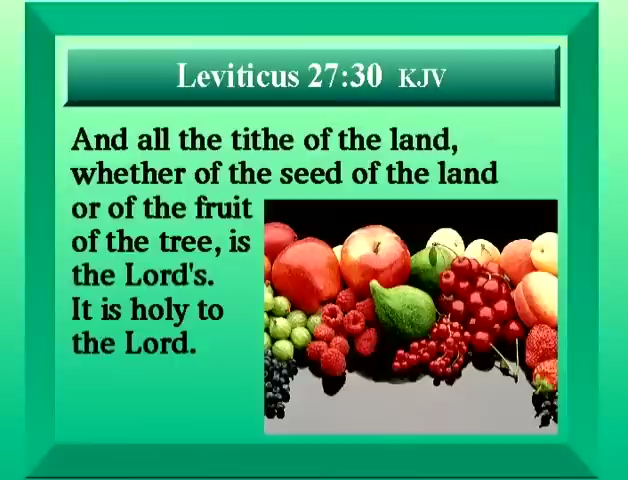 Leviticus 27:30 KJV
And all the tithe of the land,
whether of the seed of the land
or of the fruit
of the tree, is
the Lord's.
It is holy to
the Lord.